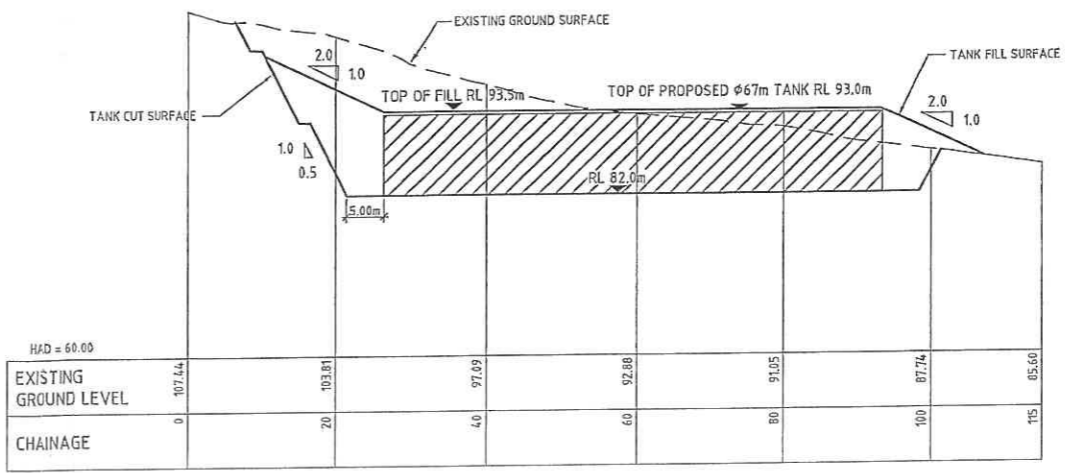 EXISTING GROUND SURFACE
2.0
1.0
TANK FILL SURFACE
TOP OF FILL RL 93.5m
TOP OF PROPOSED Ø67m TANK RL 93.0m
2.0
1.0
TANK CUT SURFACE
1.0
0.5
RL 82.0m
5.00m
HAD = 60.00
EXISTING
GROUND LEVEL
107.44
103.81
97.09
92.88
91.05
87.74
85.60
CHAINAGE
0
20
40
60
80
100
115